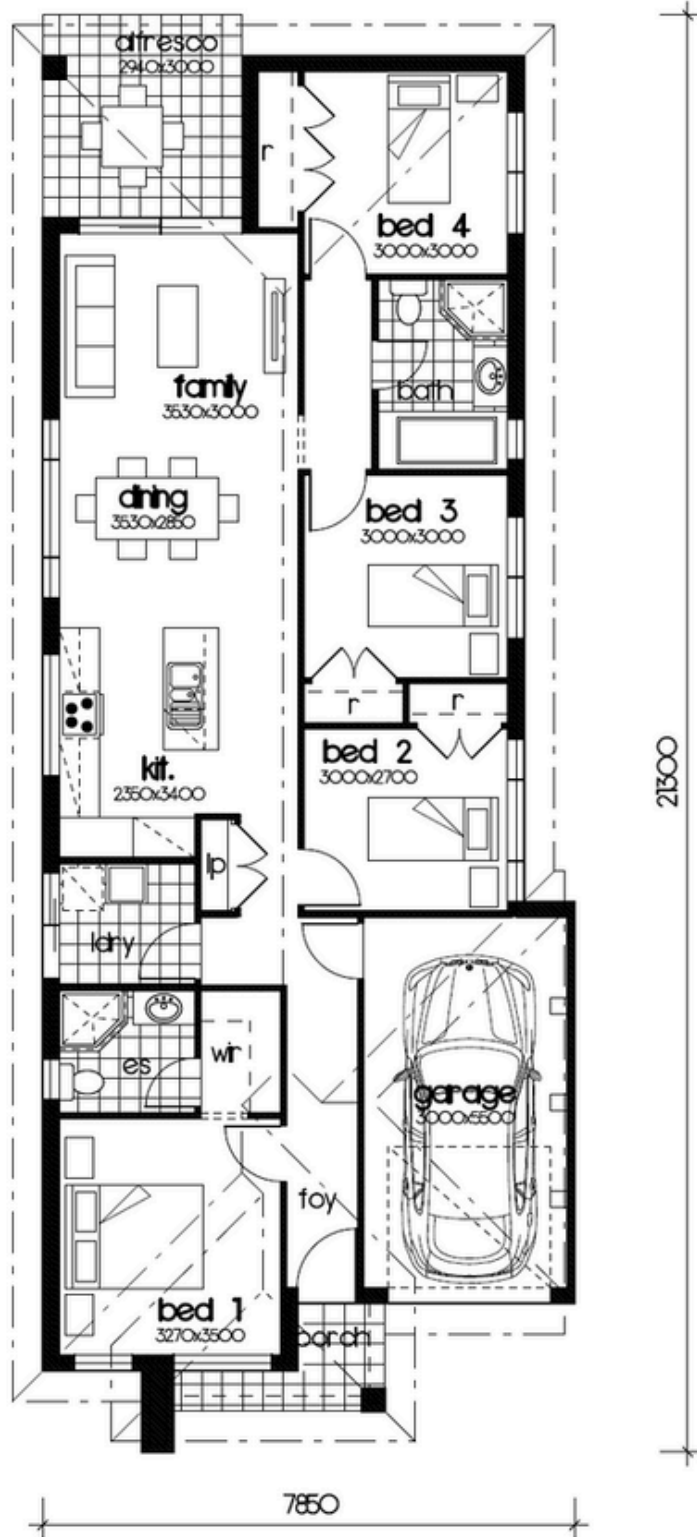 alfresco
2940x3000
r
bed 4
3000x3000
bath
family
3530x3000
dining
3530x2850
bed 3
3000x3000
r
r
bed 2
3000x2700
kit.
2350x3400
p
ldry
21300
es
wir
garage
3000x5500
foy
bed 1
3270x3500
porch
7850